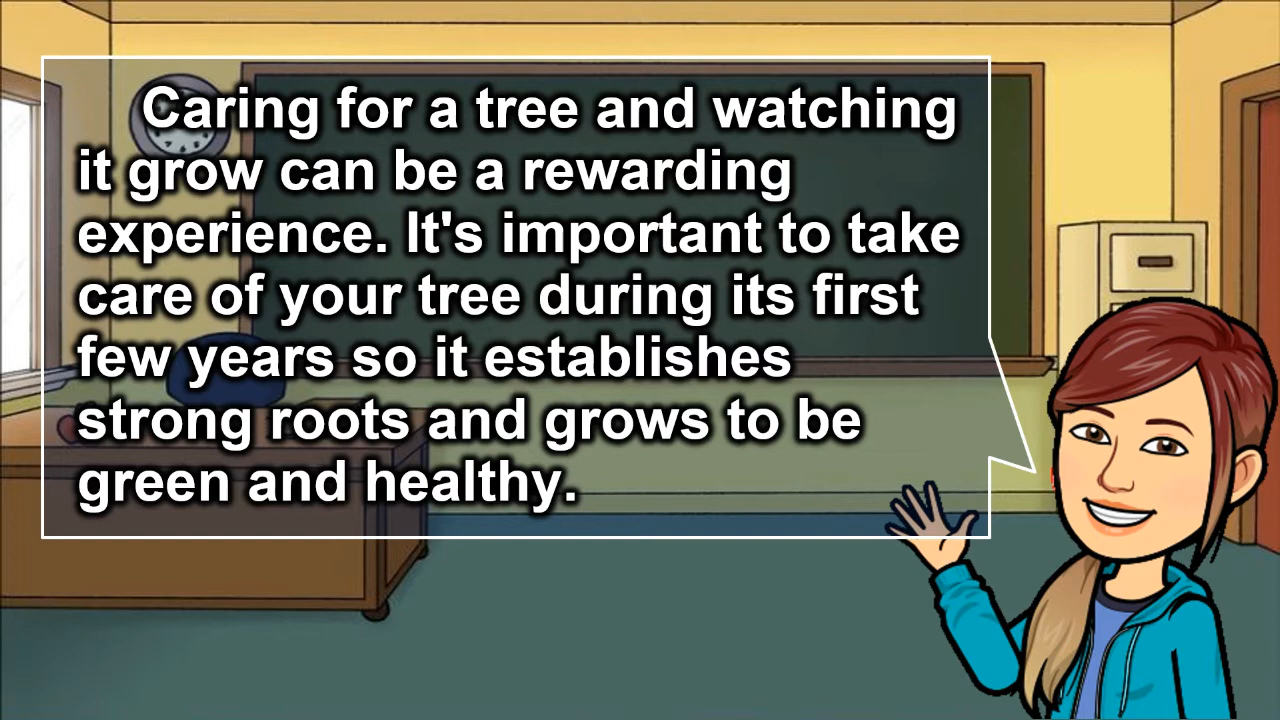 Caring for a tree and watching
it grow can be a rewarding
experience. It's important to take
care of your tree during its first
few years so it establishes
strong roots and grows to be
green and healthy.